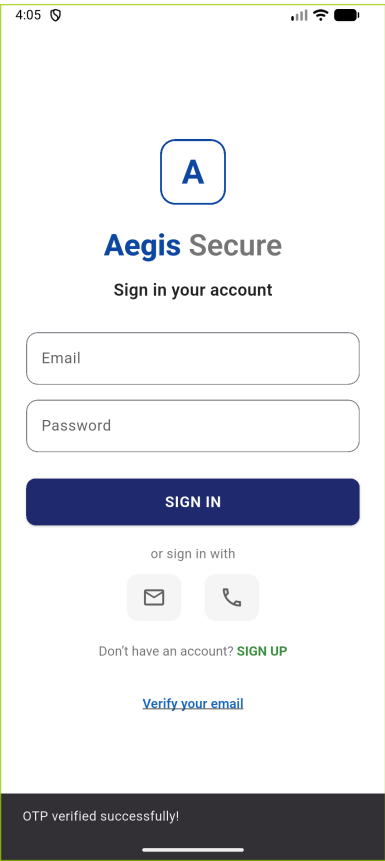 4:05
A
Aegis Secure
Sign in your account
Email
Password
SIGN IN
or sign in with
Don't have an account? SIGN UP
Verify your email
OTP verified successfully!